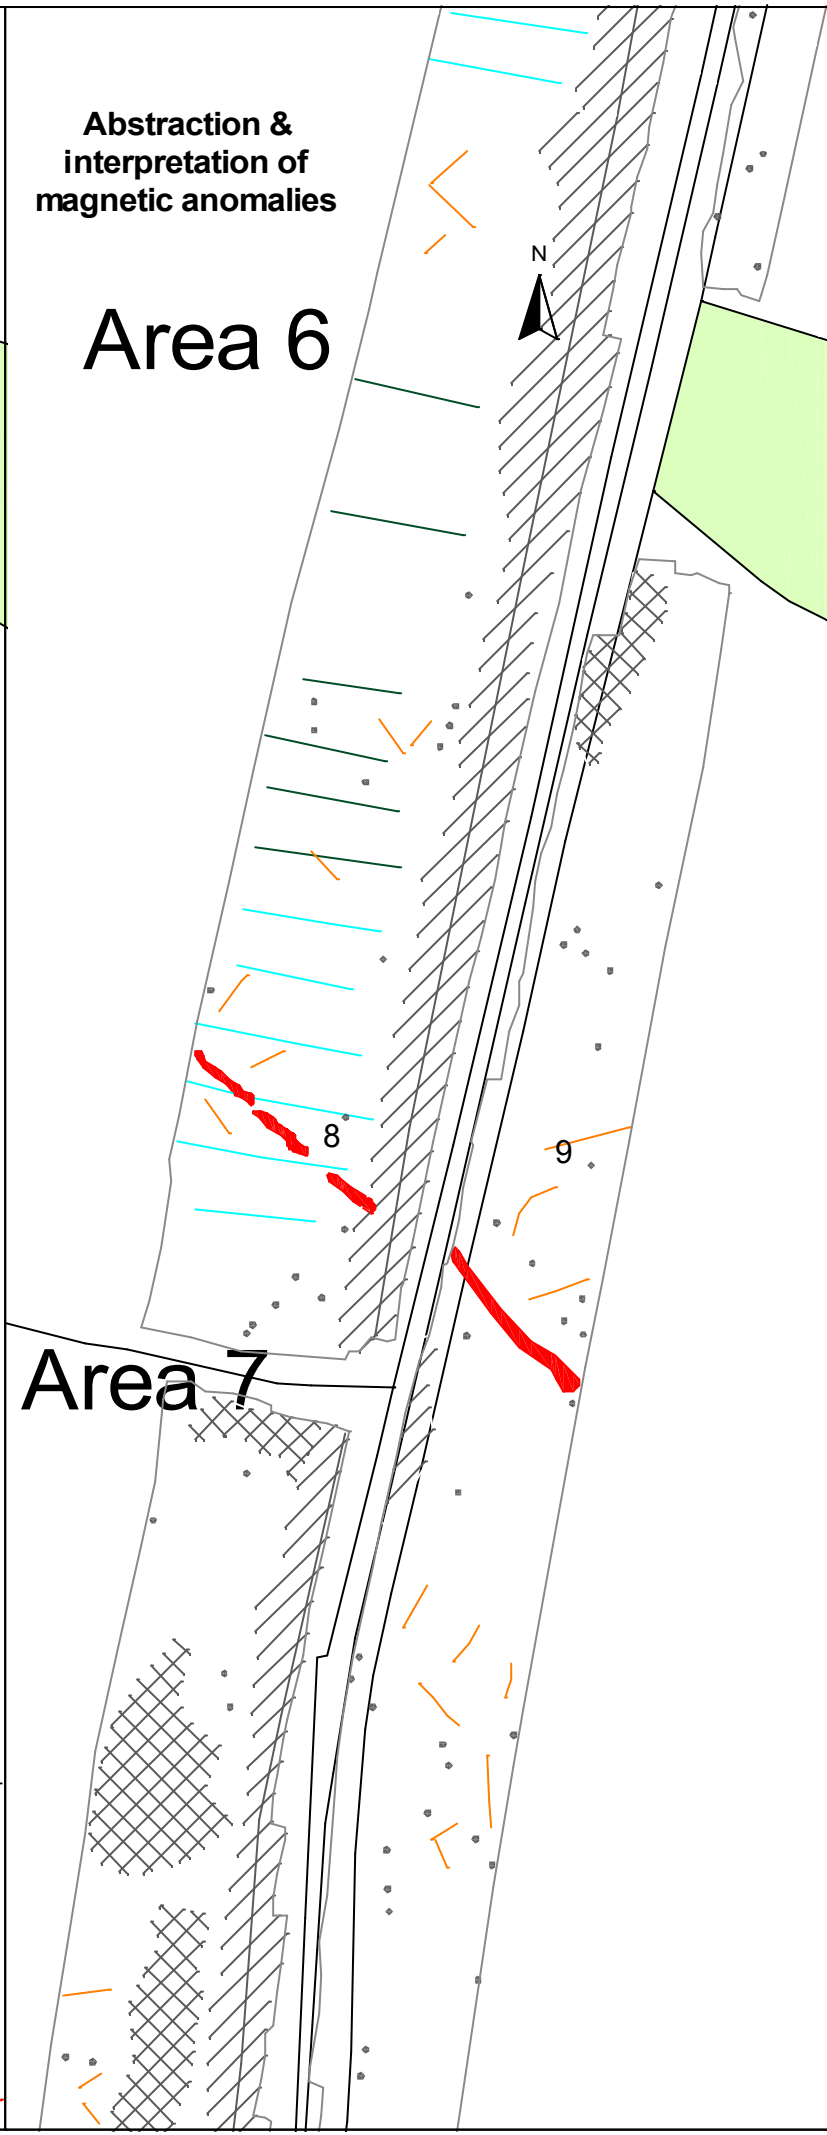 Abstraction &
interpretation of
magnetic anomalies
N
Area 6
8
9
Area 7